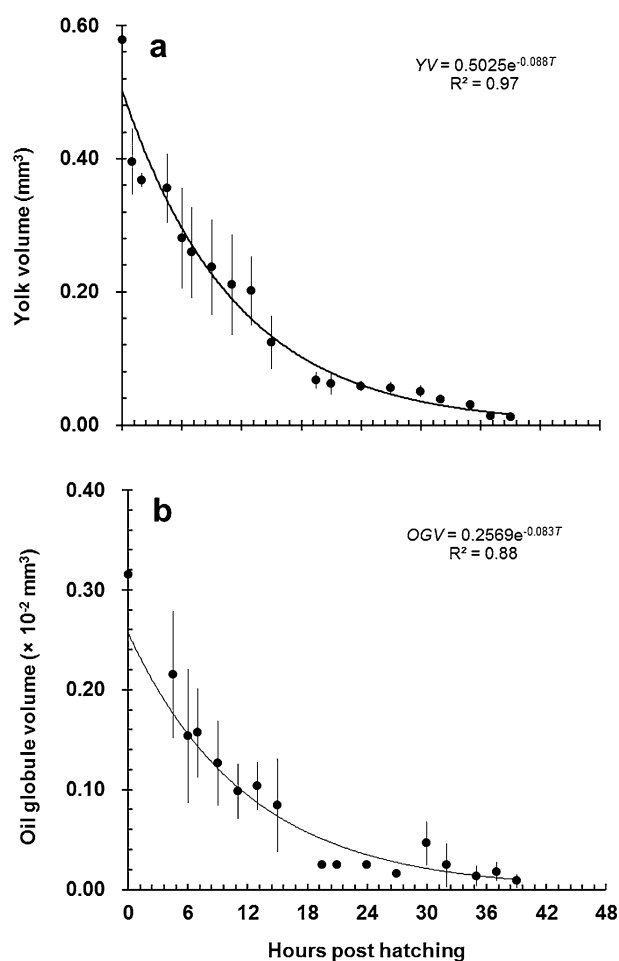 0.60
a
YV = 0.5025e^-0.088T
R² = 0.97
0.40
Yolk volume (mm³)
0.20
0.00
0.40
b
OGV = 0.2569e^-0.083T
R² = 0.88
0.30
Oil globule volume (× 10⁻² mm³)
0.20
0.10
0.00
0 6 12 18 24 30 36 42 48
Hours post hatching